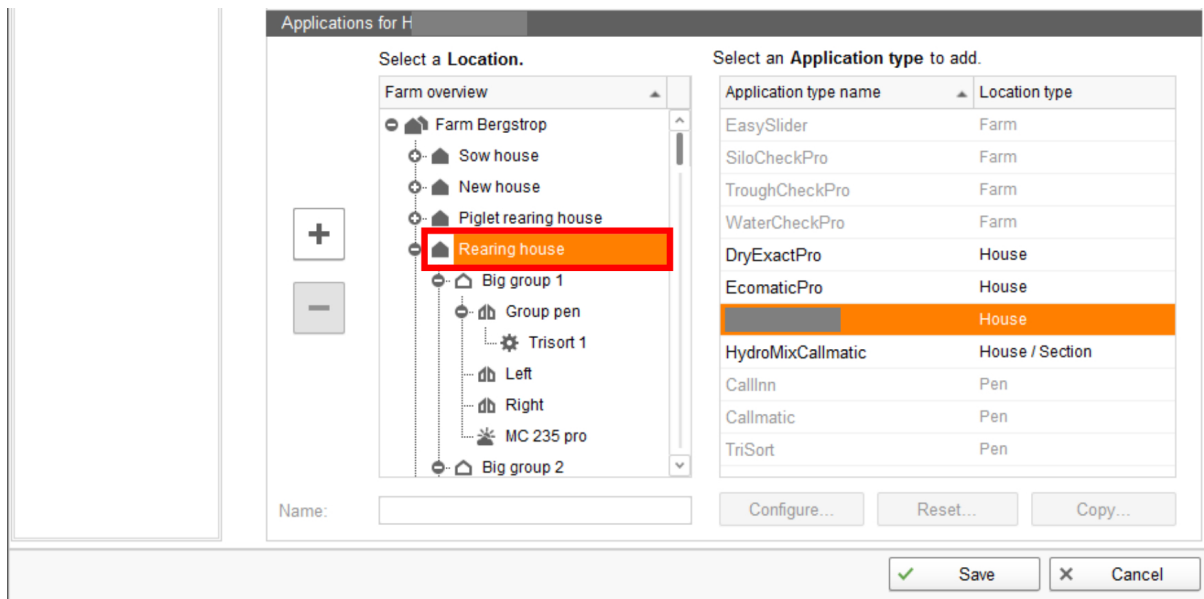 Applications for H
Select a Location.
Select an Application type to add.
Farm overview
Application type name Location type
Farm Bergstrop
Sow house
New house
Piglet rearing house
Rearing house
Big group 1
Group pen
Trisort 1
Left
Right
MC 235 pro
Big group 2
EasySlider Farm
SiloCheckPro Farm
TroughCheckPro Farm
WaterCheckPro Farm
DryExactPro House
EcomaticPro House
House
HydroMixCallmatic House / Section
CallInn Pen
Callmatic Pen
TriSort Pen
Name:
Configure... Reset... Copy...
Save Cancel